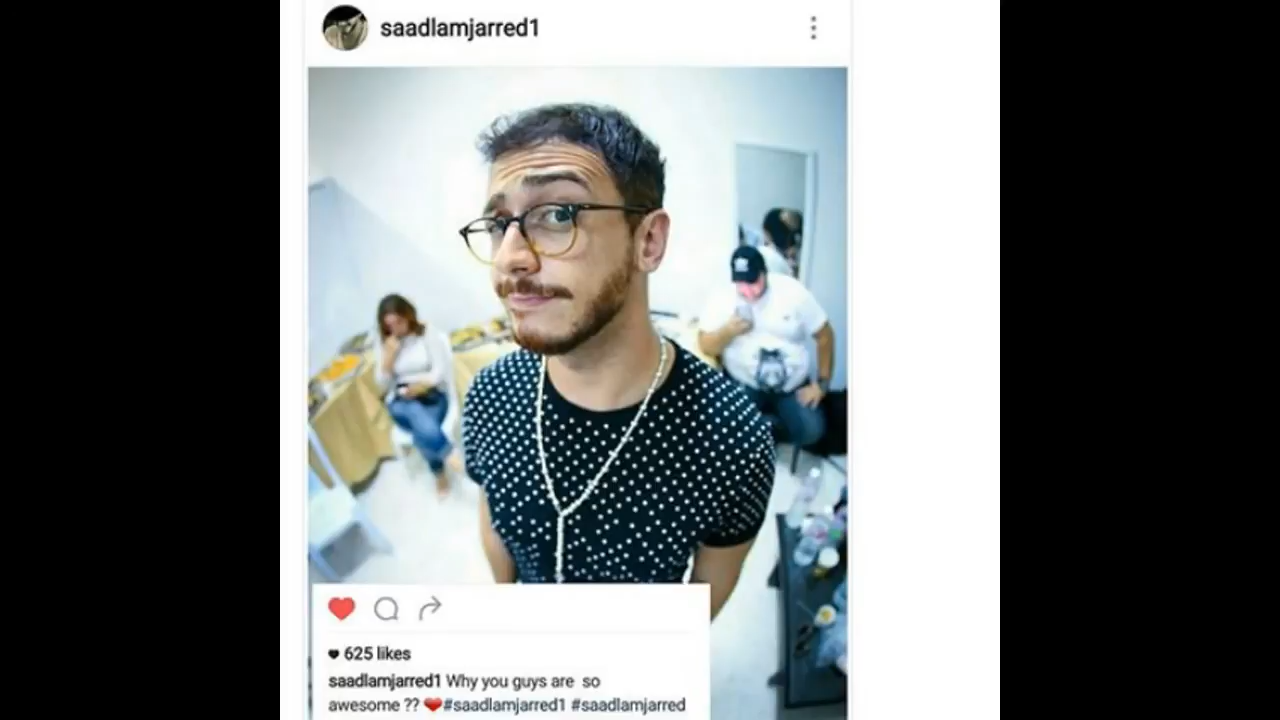 saadlamjarred1
625 likes
saadlamjarred1 Why you guys are so
awesome ?? ❤#saadlamjarred1 #saadlamjarred